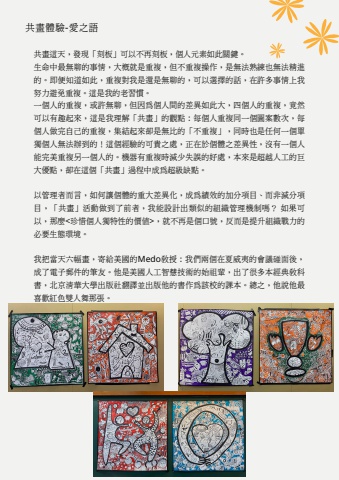 共畫體驗-愛之語
共畫這天，發現「刻板」可以不再刻板，個人元素如此關鍵。
生命中最無聊的事情，大概就是重複，但不重複操作，是無法熟練也無法精進
的。即便知道如此，重複對我是還是無聊的，可以選擇的話，在許多事情上我
努力避免重複。這是我的老習慣。
一個人的重複，或許無聊，但因為個人間的差異如此大，四個人的重複，竟然
可以有趣起來，這是我理解「共畫」的觀點：每個人重複同一個圖案數次，每
個人做完自己的重複，集結起來卻是無比的「不重複」，同時也是任何一個單
獨個人無法辦到的！這個經驗的可貴之處，正在於個體之差異性。沒有一個人
能完美重複另一個人的，機器有重複時減少失誤的好處，本來是超越人工的巨
大優點，卻在這個「共畫」過程中成為超級缺點。
以管理者而言，如何讓個體的重大差異化，成為績效的加分項目，而非減分項
目，「共畫」活動做到了前者，我能設計出類似的組織管理機制嗎？ 如果可
以，那麼<珍惜個人獨特性的價值>，就不再是個口號，反而是提升組織戰力的
必要生態環境。
我把當天六幅畫，寄給美國的Medo教授：我們兩個在夏威夷的會議碰面後，
成了電子郵件的筆友。他是美國人工智慧技術的始祖輩，出了很多本經典教科
書，北京清華大學出版社翻譯並出版他的書作為該校的課本。總之，他說他最
喜歡紅色雙人舞那張。